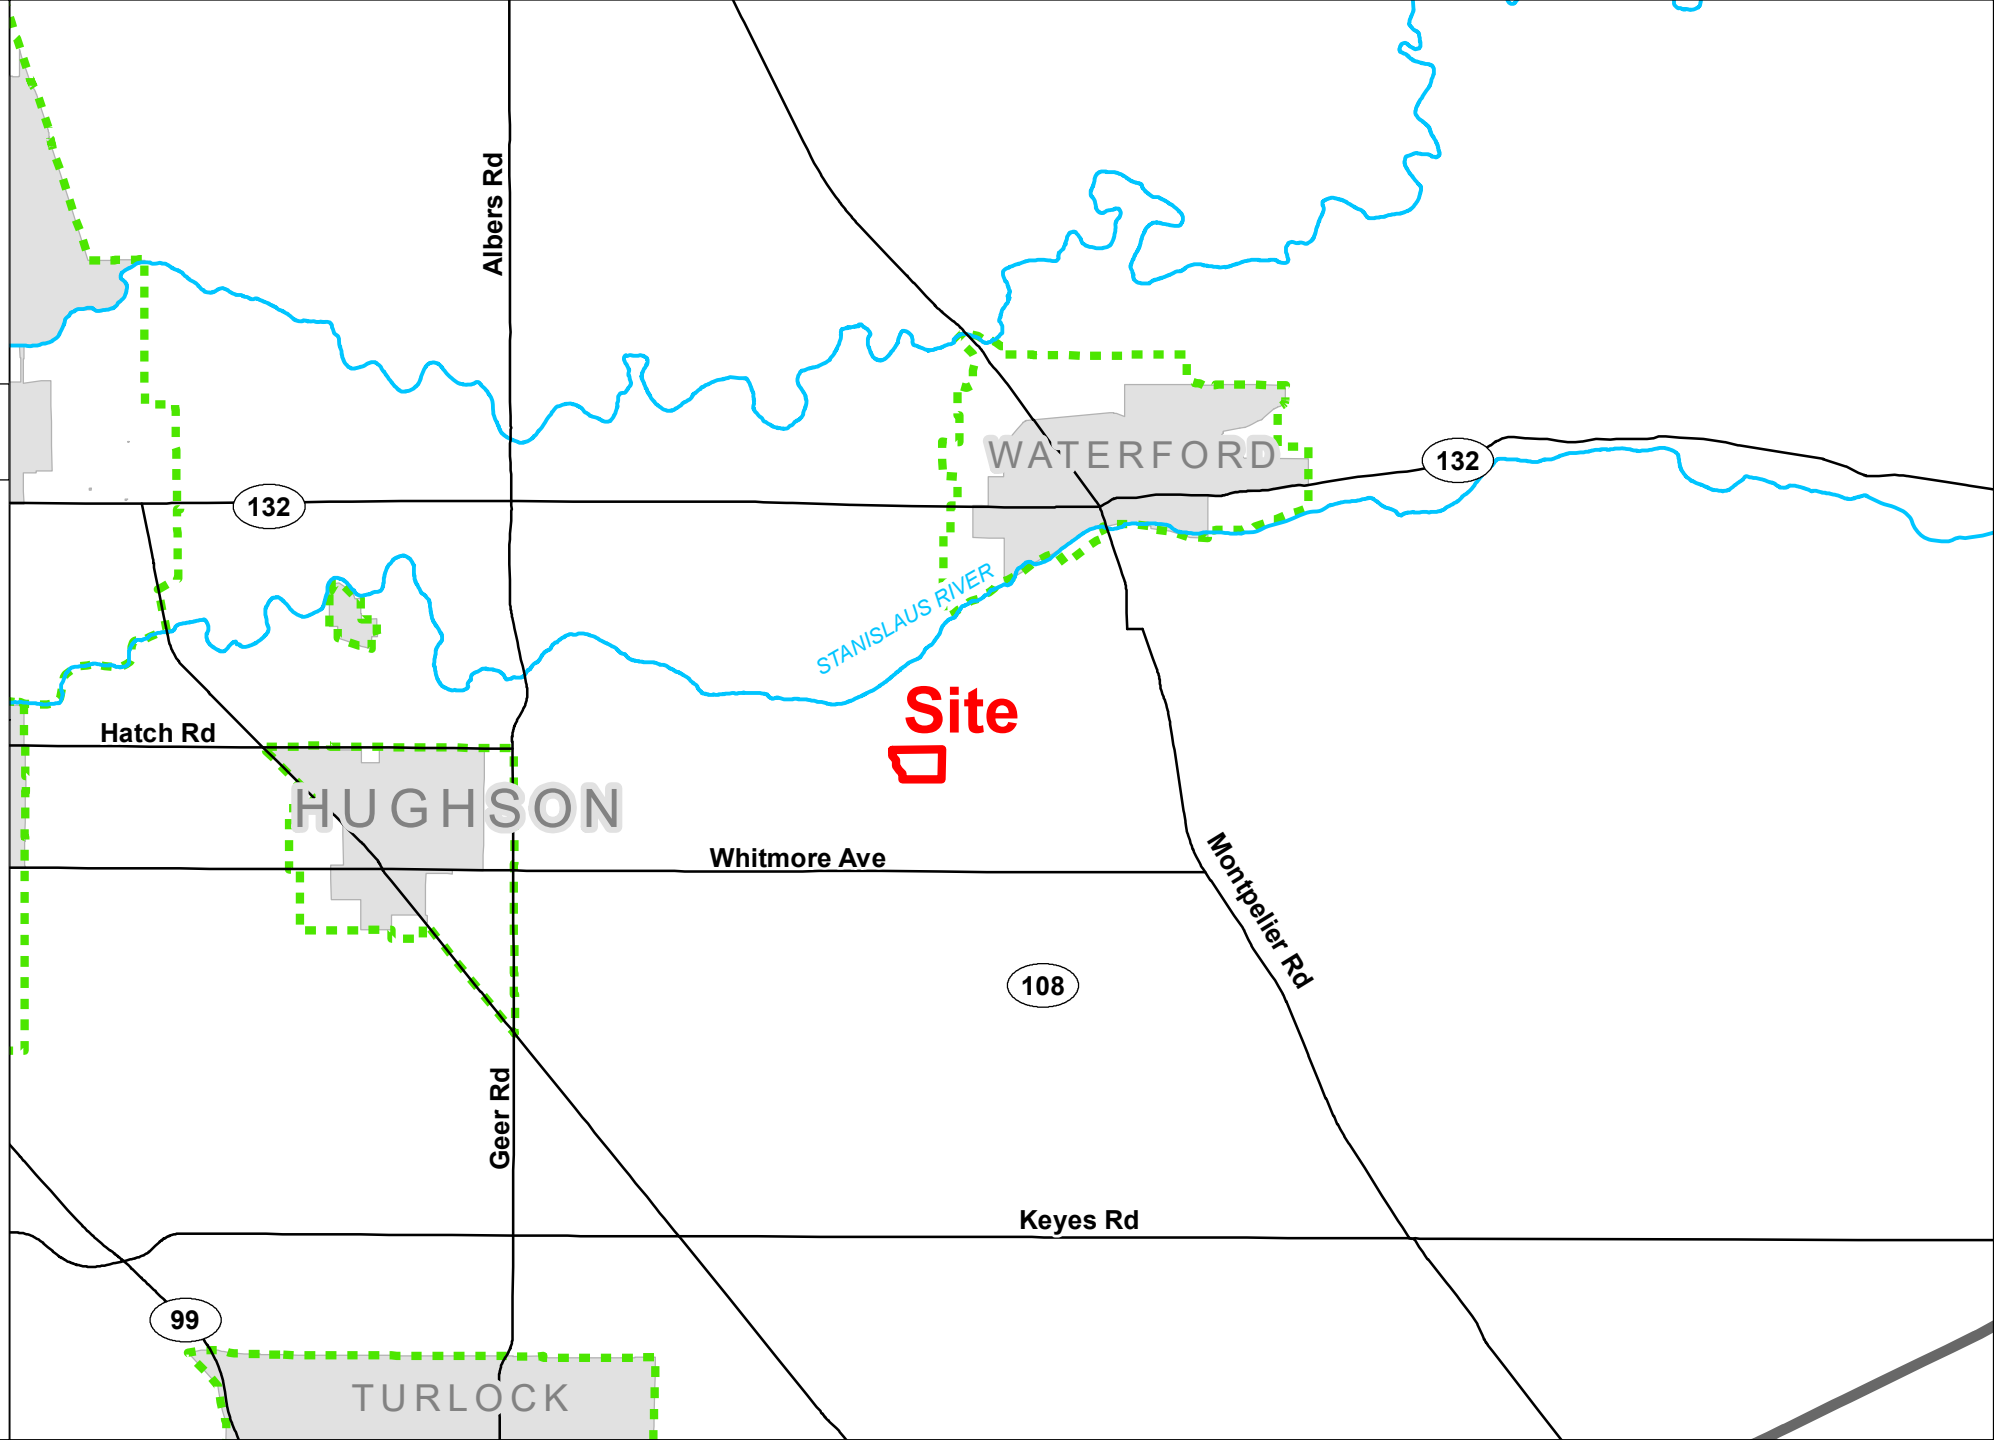 Albers Rd
WATERFORD
132
132
STANISLAUS RIVER
Site
Hatch Rd
HUGHSON
Whitmore Ave
Montpelier Rd
108
Geer Rd
Keyes Rd
99
TURLOCK